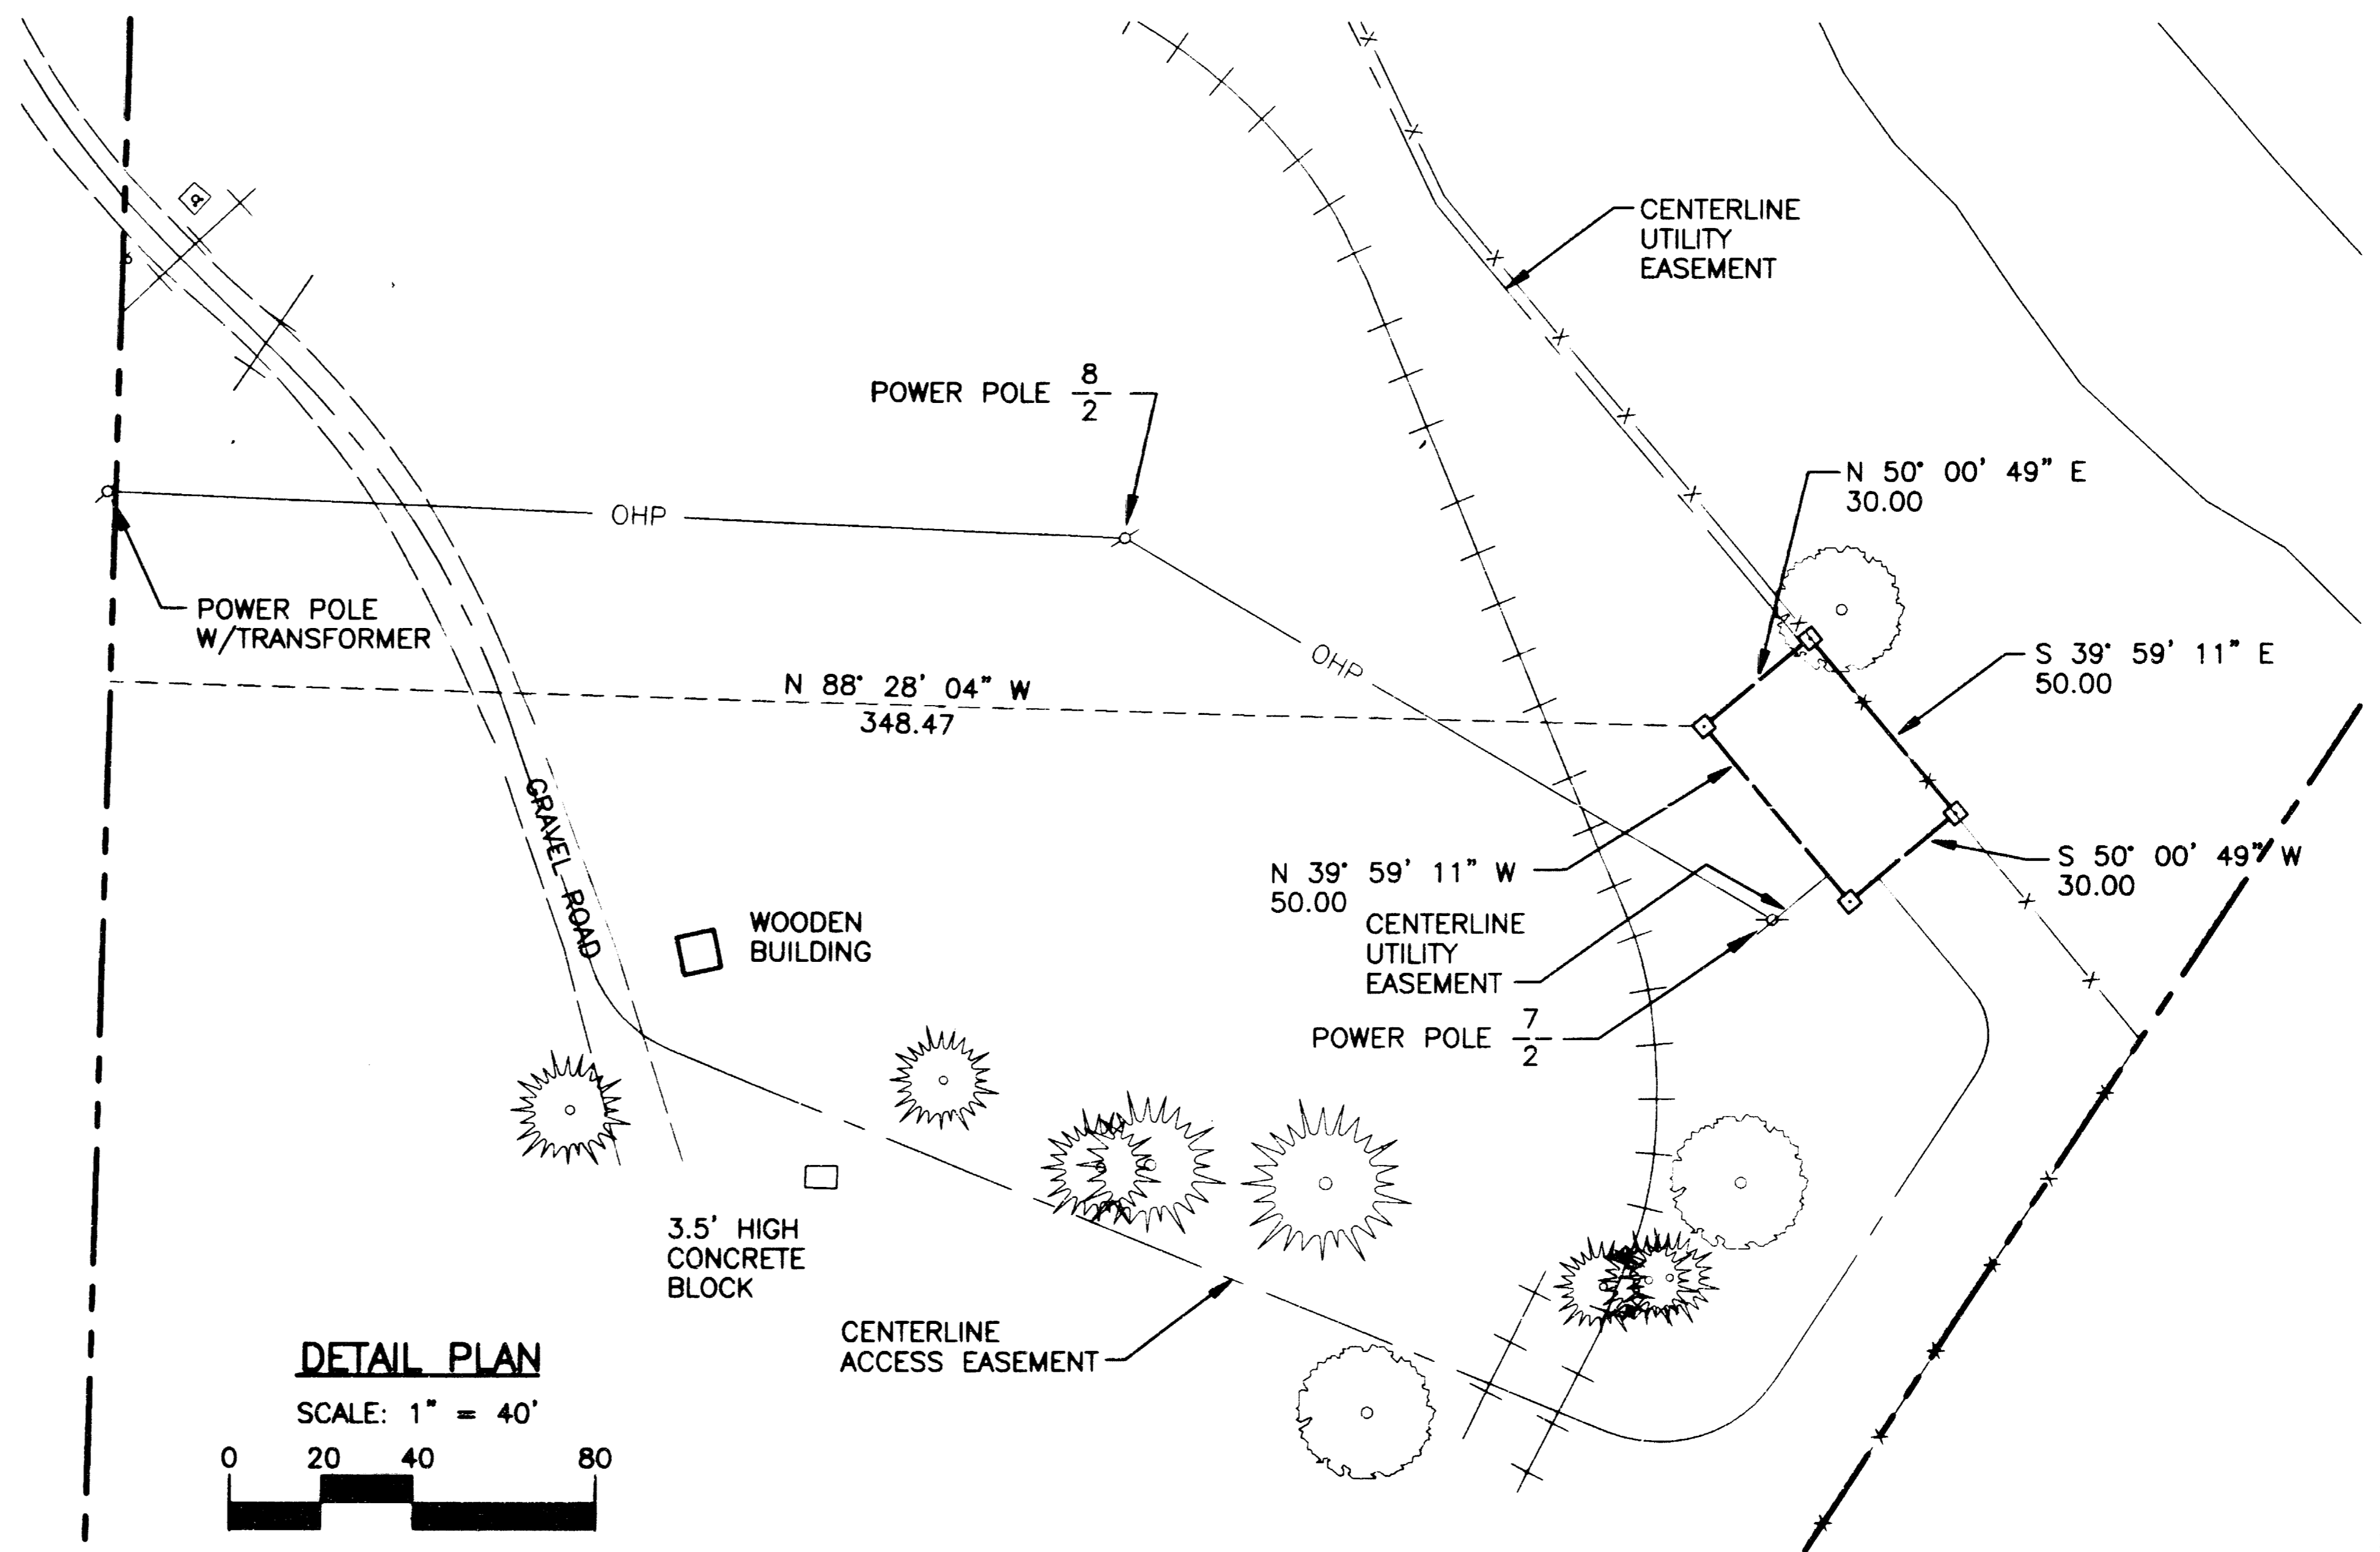 CENTERLINE
UTILITY
EASEMENT
POWER POLE 8/2
N 50° 00' 49" E
30.00
OHP
POWER POLE
W/TRANSFORMER
OHP
S 39° 59' 11" E
50.00
N 88° 28' 04" W
348.47
GRAVEL ROAD
N 39° 59' 11" W
50.00
S 50° 00' 49" W
30.00
WOODEN
BUILDING
CENTERLINE
UTILITY
EASEMENT
POWER POLE 7/2
3.5' HIGH
CONCRETE
BLOCK
CENTERLINE
ACCESS EASEMENT
DETAIL PLAN
SCALE: 1" = 40'
0 20 40 80